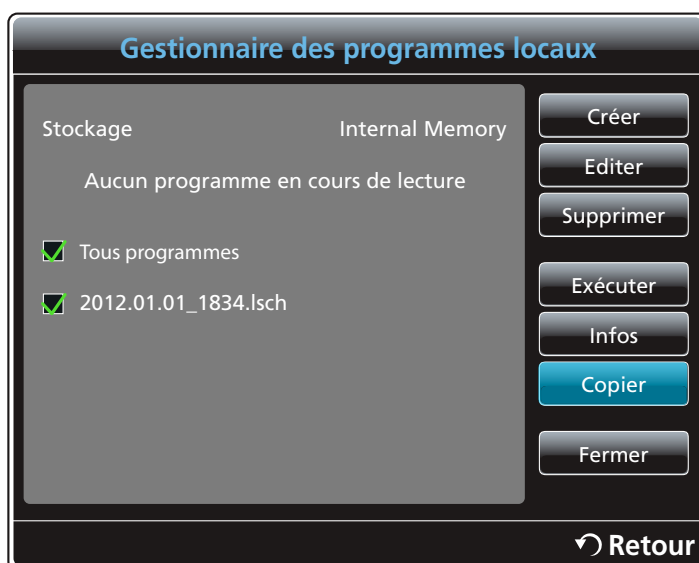 Gestionnaire des programmes locaux
Stockage Internal Memory
Aucun programme en cours de lecture
Tous programmes
2012.01.01_1834.lsch
Créer
Editer
Supprimer
Exécuter
Infos
Copier
Fermer
Retour